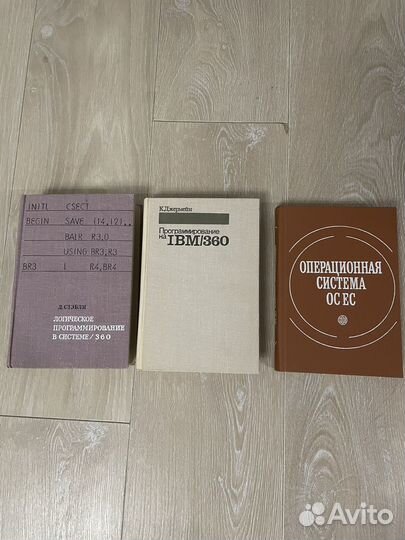 INITL CSECT
BEGIN SAVE (14,12),,
BALR R3,0
USING BR3,R3
BR3 L R4,BR4
Д. СТЭБЛИ
ЛОГИЧЕСКОЕ
ПРОГРАММИРОВАНИЕ
В СИСТЕМЕ/360
К.Джермейн
Программирование
на IBM/360
ОПЕРАЦИОННАЯ
СИСТЕМА
ОС ЕС
Avito